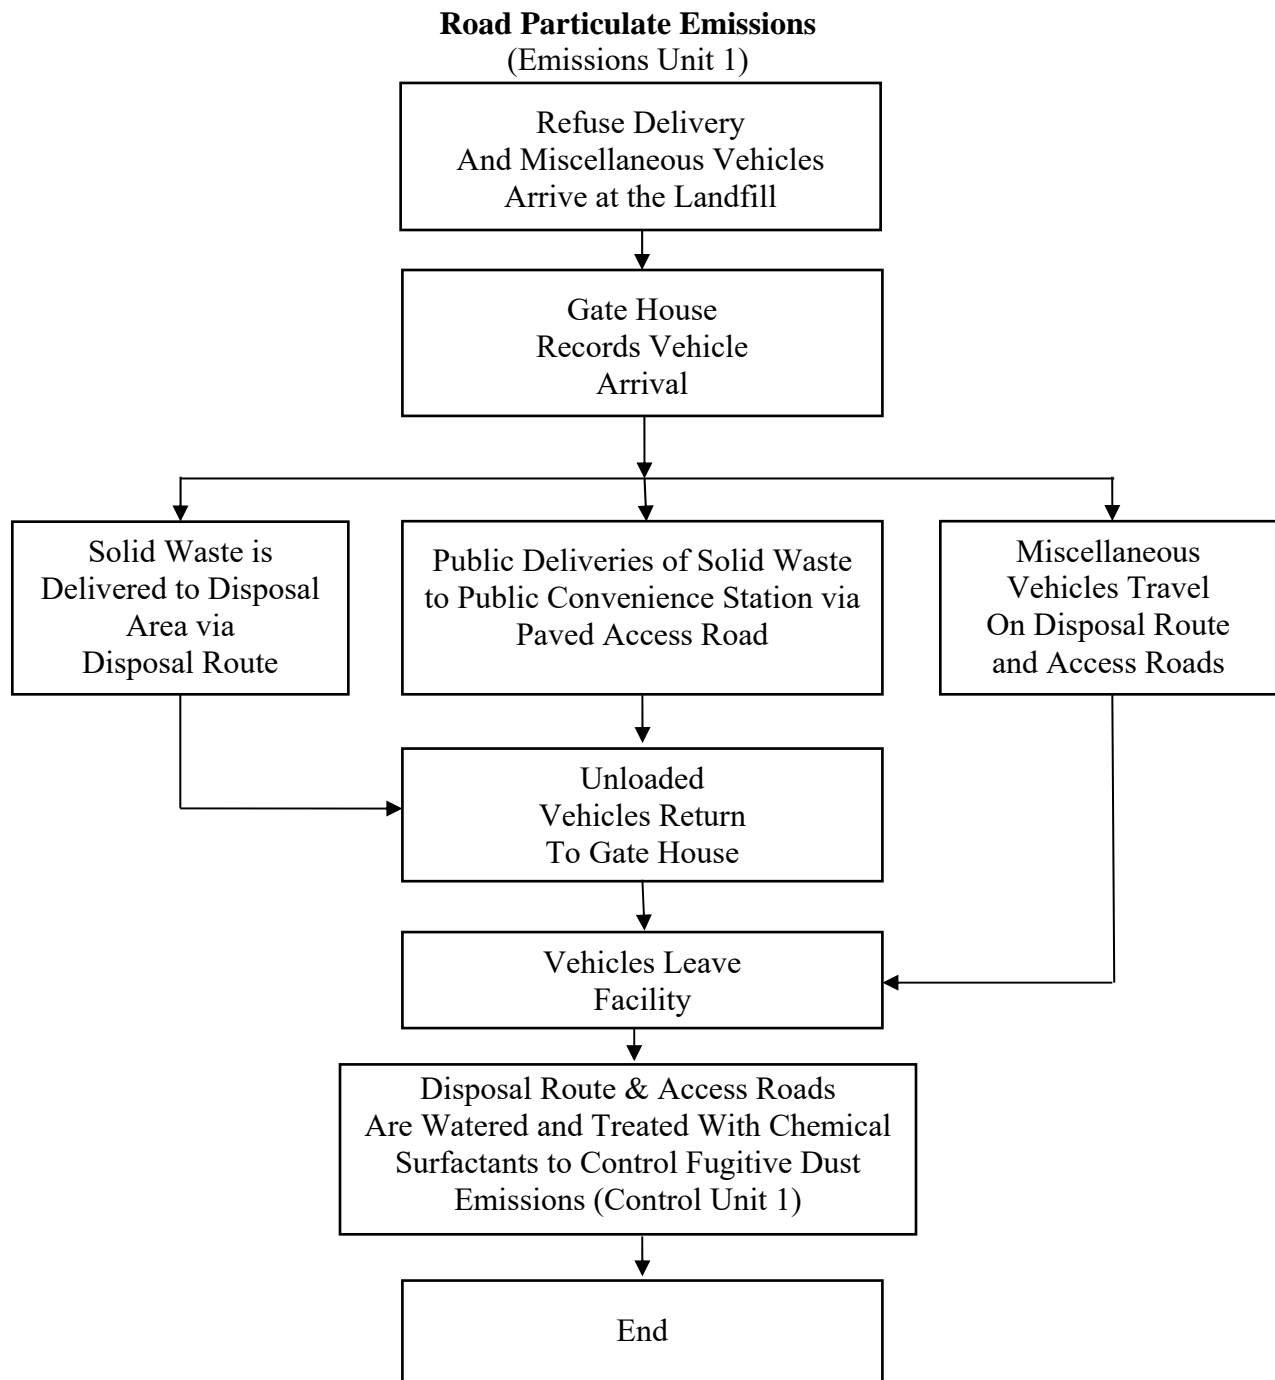 Road Particulate Emissions
(Emissions Unit 1)
Refuse Delivery
And Miscellaneous Vehicles
Arrive at the Landfill
Gate House
Records Vehicle
Arrival
Solid Waste is
Delivered to Disposal
Area via
Disposal Route
Public Deliveries of Solid Waste
to Public Convenience Station via
Paved Access Road
Miscellaneous
Vehicles Travel
On Disposal Route
and Access Roads
Unloaded
Vehicles Return
To Gate House
Vehicles Leave
Facility
Disposal Route & Access Roads
Are Watered and Treated With Chemical
Surfactants to Control Fugitive Dust
Emissions (Control Unit 1)
End